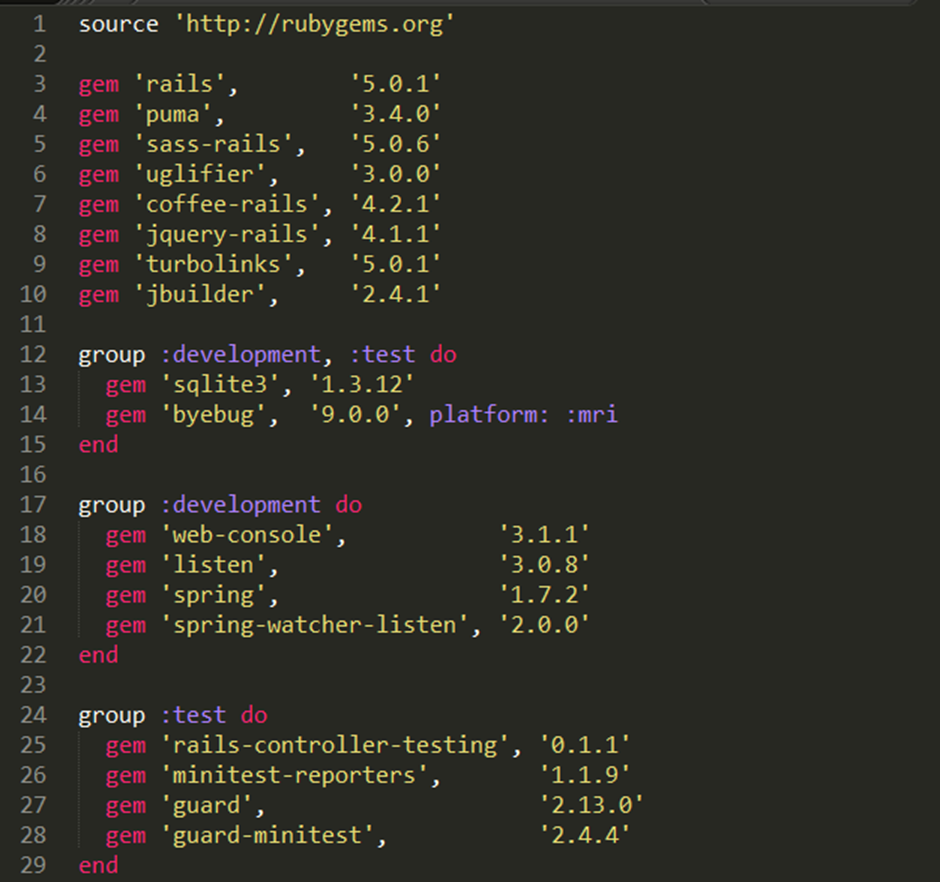 1 source 'http://rubygems.org'
2
3 gem 'rails',        '5.0.1'
4 gem 'puma',         '3.4.0'
5 gem 'sass-rails',   '5.0.6'
6 gem 'uglifier',     '3.0.0'
7 gem 'coffee-rails', '4.2.1'
8 gem 'jquery-rails', '4.1.1'
9 gem 'turbolinks',   '5.0.1'
10 gem 'jbuilder',     '2.4.1'
11
12 group :development, :test do
13   gem 'sqlite3', '1.3.12'
14   gem 'byebug',  '9.0.0', platform: :mri
15 end
16
17 group :development do
18   gem 'web-console',           '3.1.1'
19   gem 'listen',                '3.0.8'
20   gem 'spring',                '1.7.2'
21   gem 'spring-watcher-listen', '2.0.0'
22 end
23
24 group :test do
25   gem 'rails-controller-testing', '0.1.1'
26   gem 'minitest-reporters',       '1.1.9'
27   gem 'guard',                    '2.13.0'
28   gem 'guard-minitest',           '2.4.4'
29 end